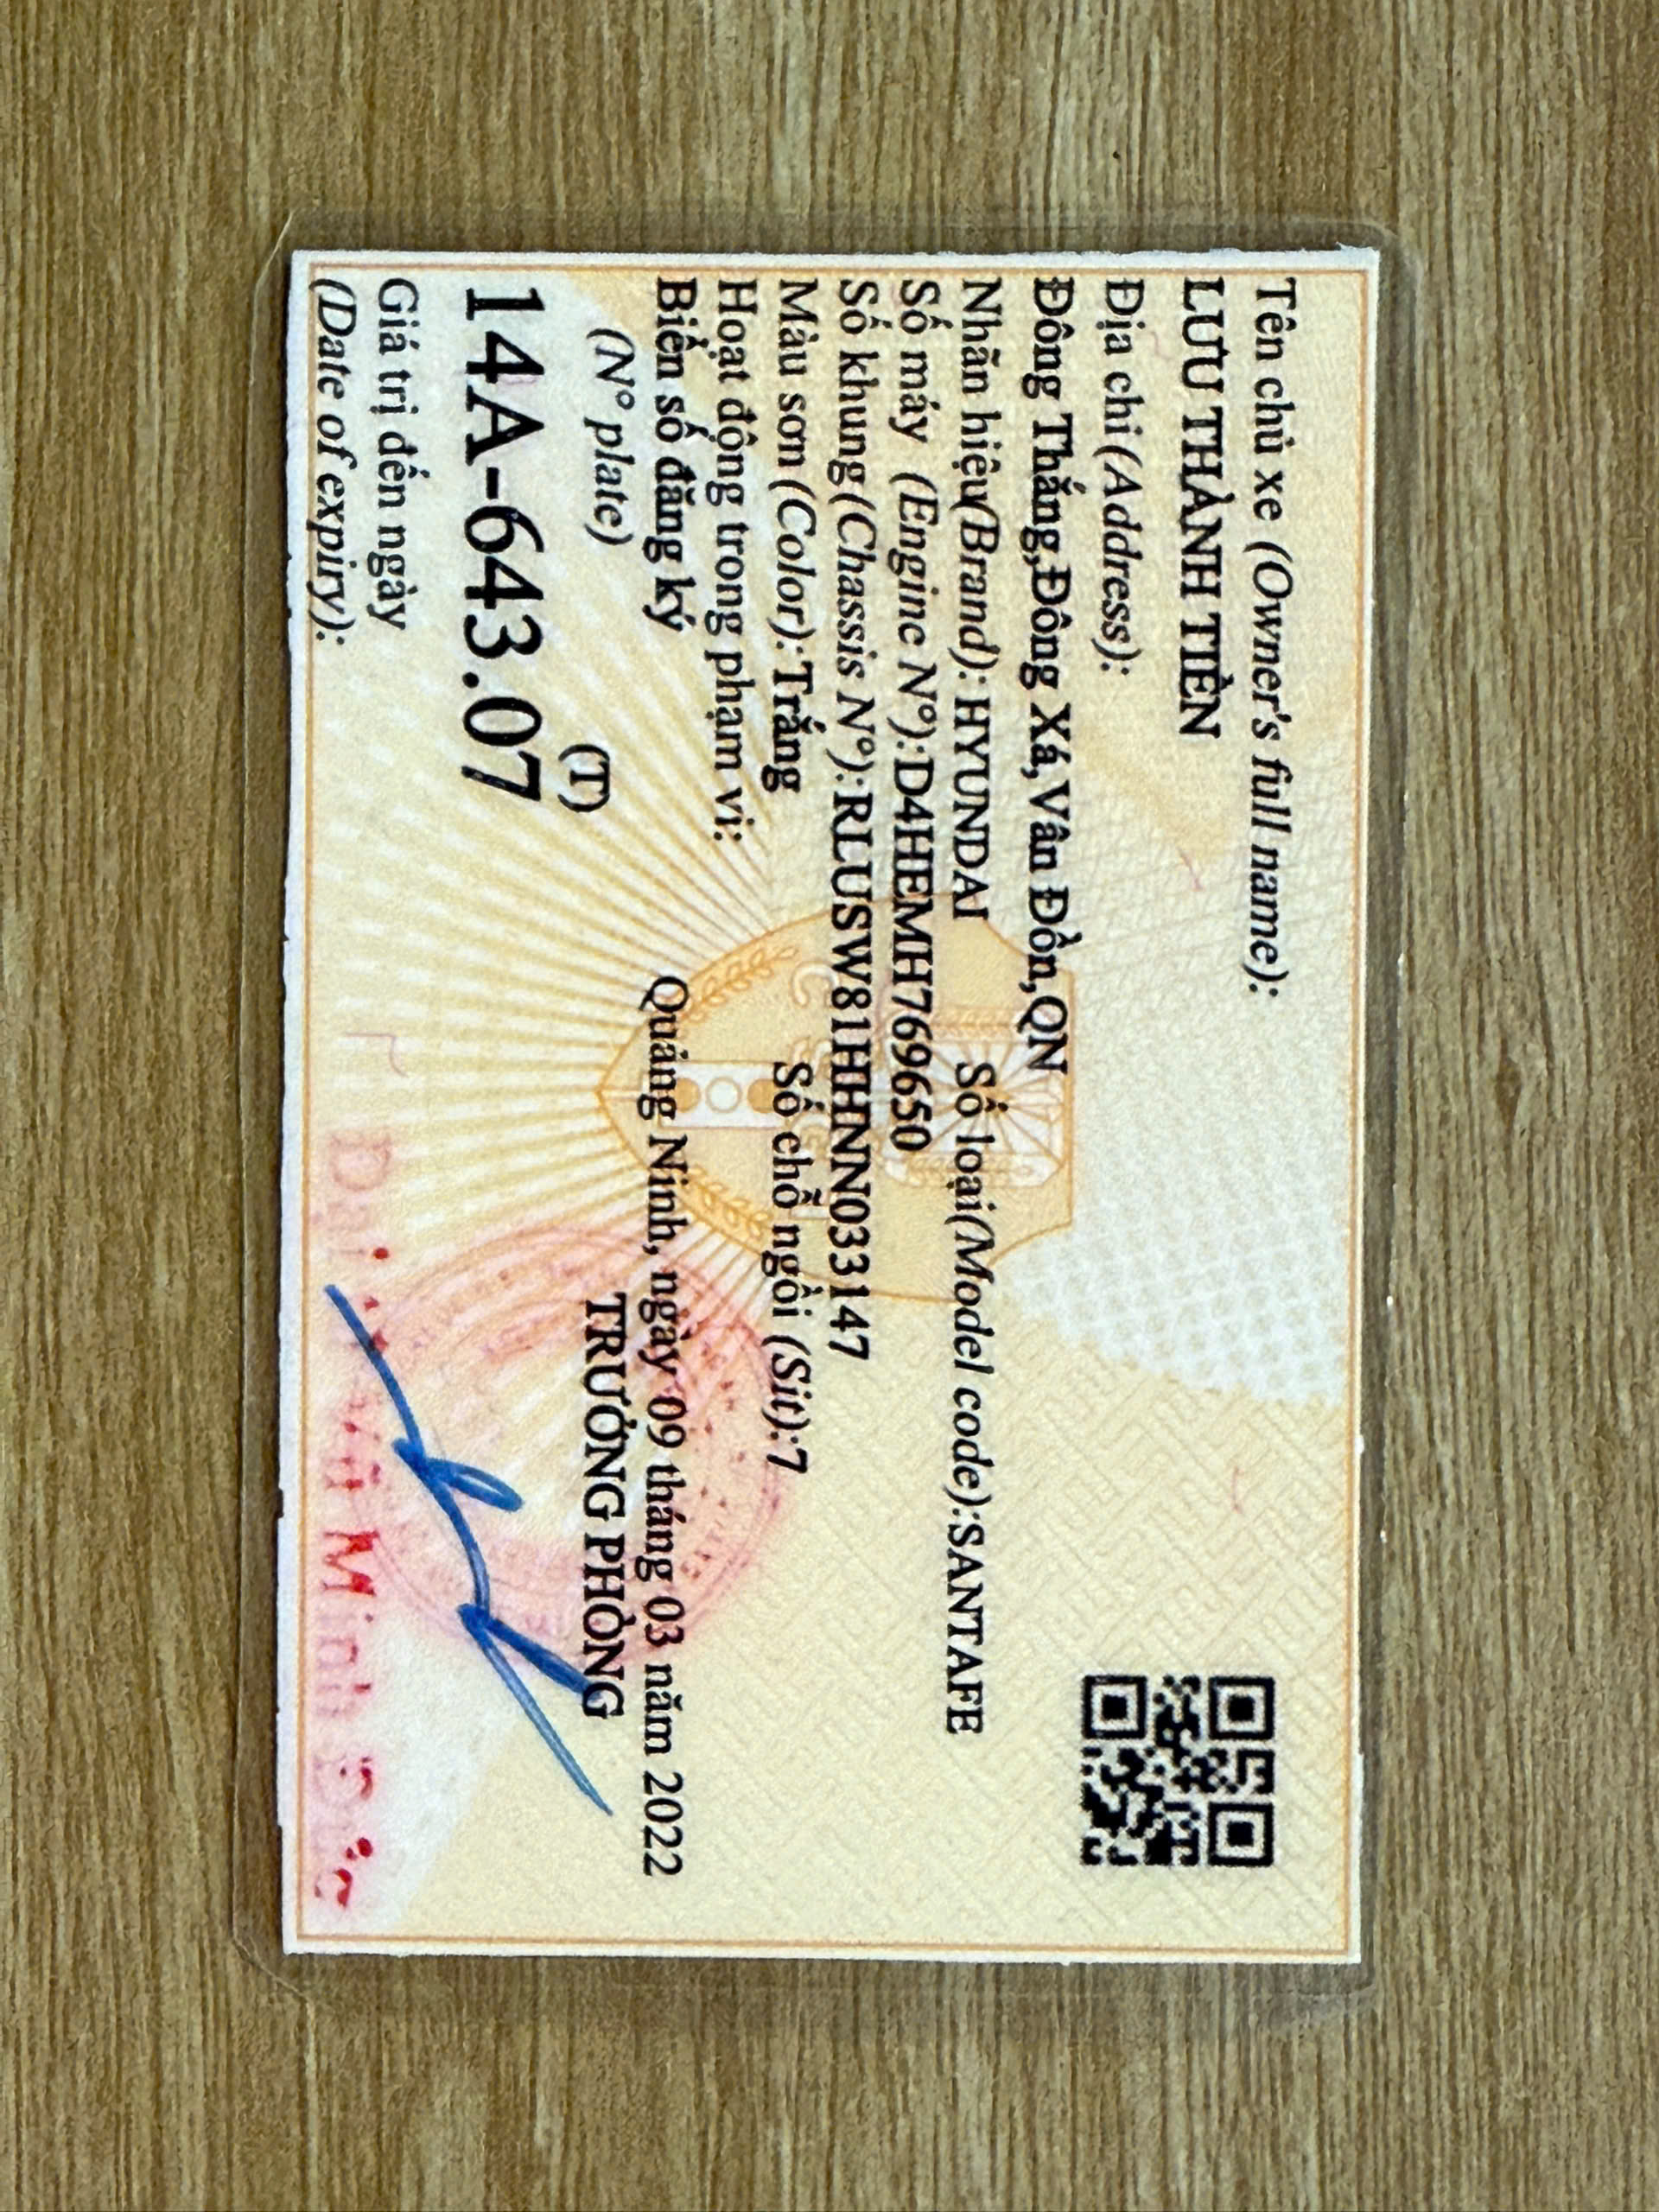 Tên chủ xe (Owner's full name):
LƯU THÀNH TIỀN
Địa chỉ (Address):
Đông Thắng,Đông Xá,Vân Đồn,QN
Nhãn hiệu(Brand): HYUNDAI Số loại(Model code):SANTAFE
Số máy (Engine N°):D4HEMH769650
Số khung(Chassis N°):RLUSW81HHNN033147
Màu sơn (Color):Trắng Số chỗ ngồi (Sit):7
Hoạt động trong phạm vi:
Biển số đăng ký Quảng Ninh, ngày 09 tháng 03 năm 2022
(N° plate) TRƯỞNG PHÒNG
(T)
14A-643.07
Giá trị đến ngày
(Date of expiry):
Minh